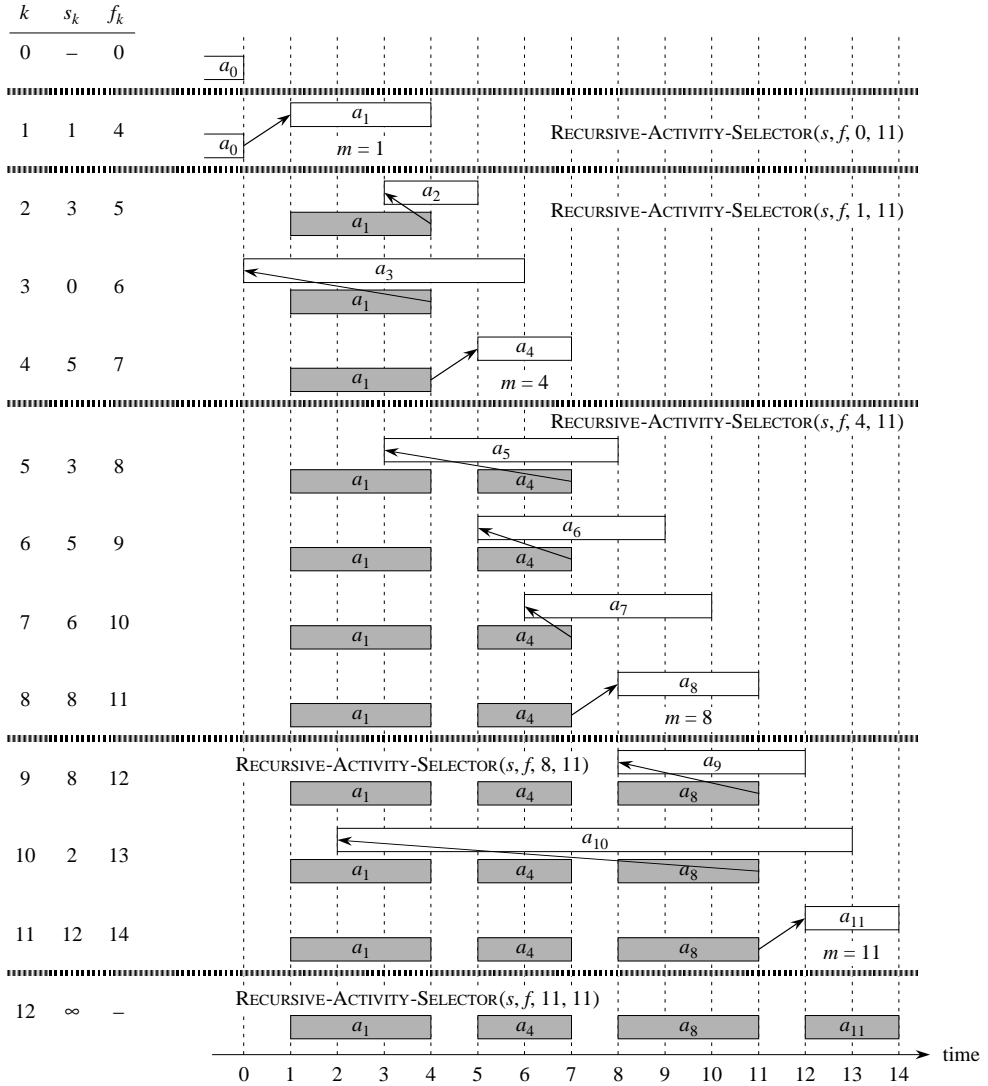 k s_k f_k
0 – 0
a_0
1 1 4
a_1
a_0
m = 1
RECURSIVE-ACTIVITY-SELECTOR(s, f, 0, 11)
2 3 5
a_2
a_1
RECURSIVE-ACTIVITY-SELECTOR(s, f, 1, 11)
3 0 6
a_3
a_1
4 5 7
a_4
a_1
m = 4
RECURSIVE-ACTIVITY-SELECTOR(s, f, 4, 11)
5 3 8
a_5
a_1 a_4
6 5 9
a_6
a_1 a_4
7 6 10
a_7
a_1 a_4
8 8 11
a_8
a_1 a_4
m = 8
RECURSIVE-ACTIVITY-SELECTOR(s, f, 8, 11)
9 8 12
a_9
a_1 a_4 a_8
10 2 13
a_10
a_1 a_4 a_8
11 12 14
a_11
a_1 a_4 a_8
m = 11
RECURSIVE-ACTIVITY-SELECTOR(s, f, 11, 11)
12 ∞ –
a_1 a_4 a_8 a_11
time
0 1 2 3 4 5 6 7 8 9 10 11 12 13 14